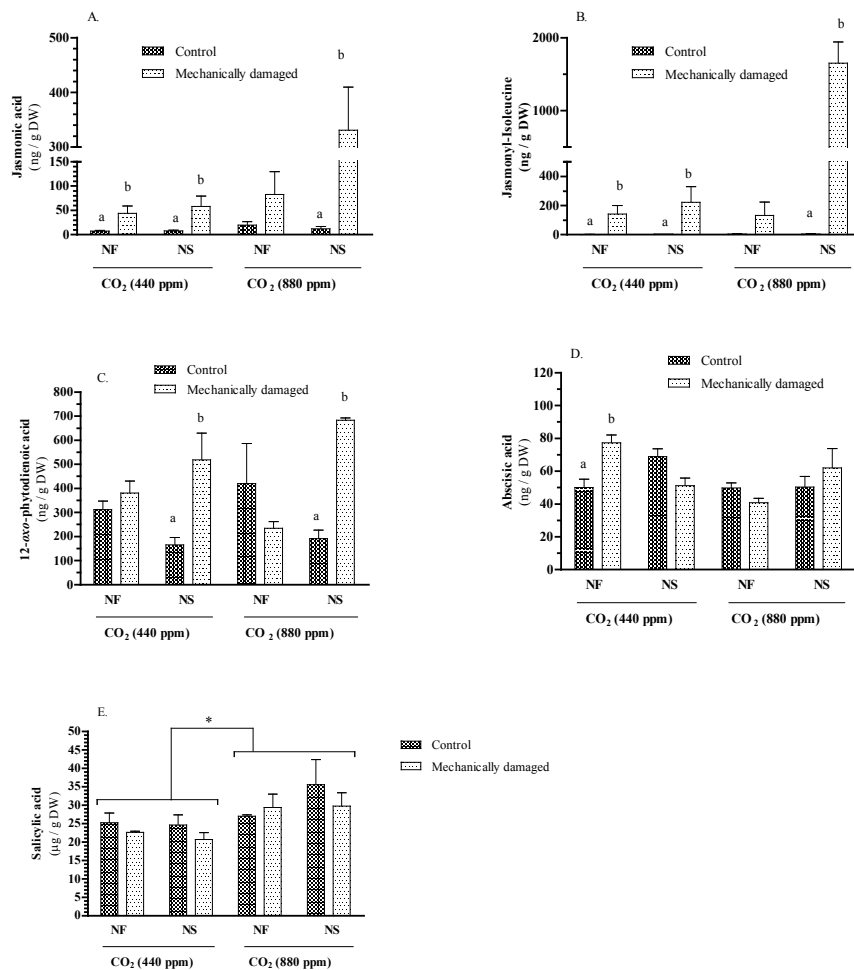 A.
Control
Mechanically damaged
Jasmonic acid
(ng / g DW)
500
400
300
150
100
50
0
a
b
a
b
a
b
NF
NS
NF
NS
CO₂ (440 ppm)
CO₂ (880 ppm)
B.
Control
Mechanically damaged
Jasmonyl-Isoleucine
(ng / g DW)
2000
1500
400
200
0
a
b
a
b
a
b
NF
NS
NF
NS
CO₂ (440 ppm)
CO₂ (880 ppm)
C.
Control
Mechanically damaged
12-oxo-phytodienoic acid
(ng / g DW)
800
700
600
500
400
300
200
100
0
a
b
a
b
NF
NS
NF
NS
CO₂ (440 ppm)
CO₂ (880 ppm)
D.
Control
Mechanically damaged
Abscisic acid
(ng / g DW)
120
100
80
60
40
20
0
a
b
NF
NS
NF
NS
CO₂ (440 ppm)
CO₂ (880 ppm)
E.
Control
Mechanically damaged
Salicylic acid
(µg / g DW)
50
45
40
35
30
25
20
15
10
5
0
*
NF
NS
NF
NS
CO₂ (440 ppm)
CO₂ (880 ppm)